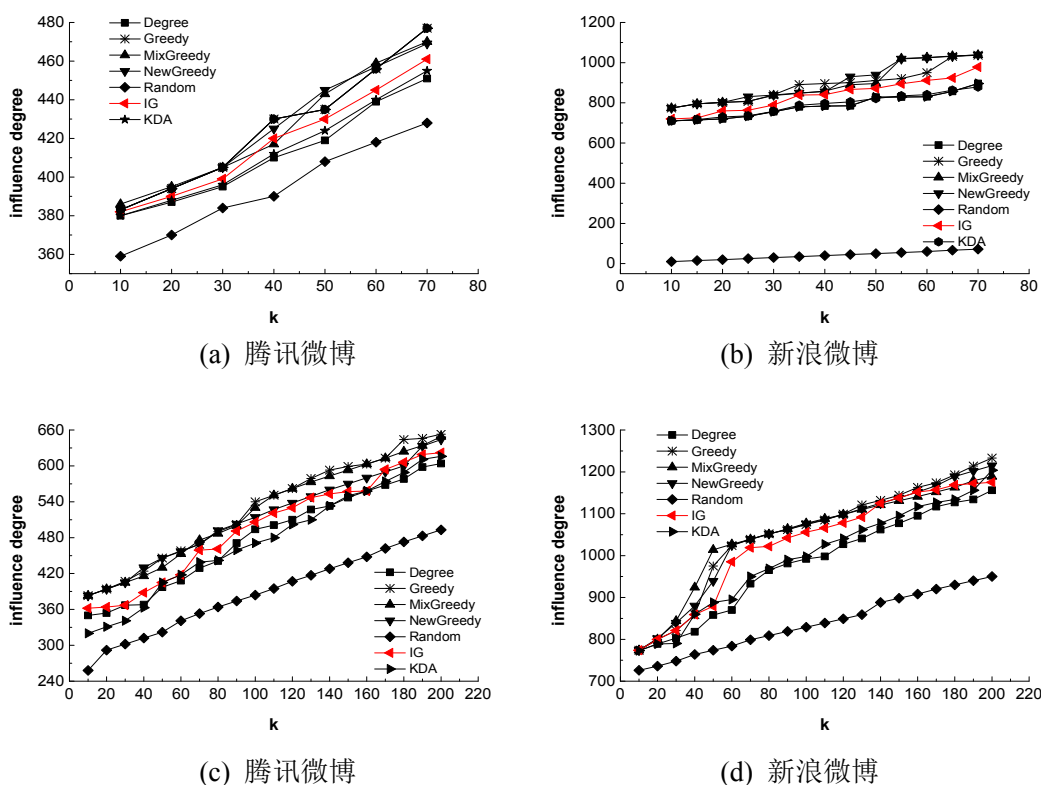 480
460
440
420
400
380
360
influence degree
Degree
Greedy
MixGreedy
NewGreedy
Random
IG
KDA
0 10 20 30 40 50 60 70 80
k
(a) 腾讯微博
1200
1000
800
600
400
200
0
influence degree
Degree
Greedy
MixGreedy
NewGreedy
Random
IG
KDA
0 10 20 30 40 50 60 70 80
k
(b) 新浪微博
660
600
540
480
420
360
300
240
influence degree
Degree
Greedy
MixGreedy
NewGreedy
Random
IG
KDA
0 20 40 60 80 100 120 140 160 180 200 220
k
(c) 腾讯微博
1300
1200
1100
1000
900
800
700
influence degree
Degree
Greedy
MixGreedy
NewGreedy
Random
IG
KDA
0 20 40 60 80 100 120 140 160 180 200 220
k
(d) 新浪微博